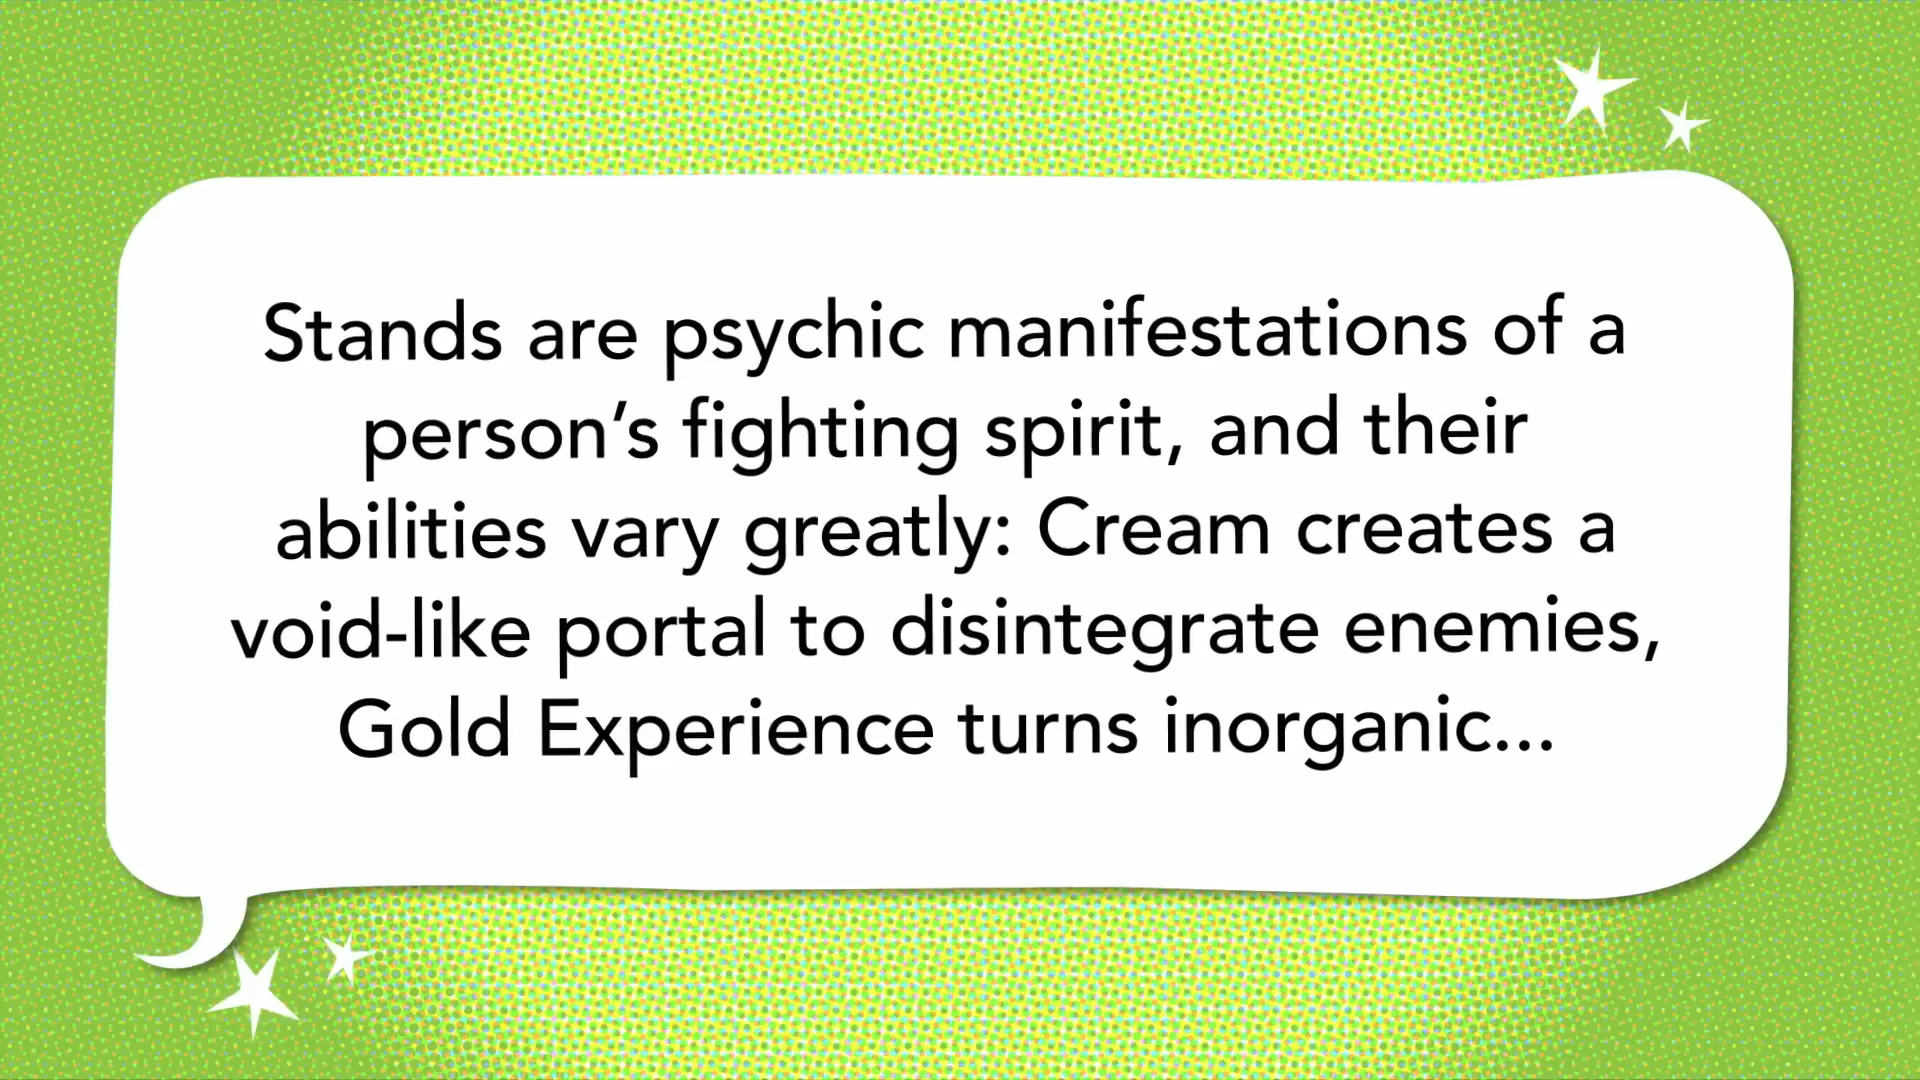 Stands are psychic manifestations of a
person’s fighting spirit, and their
abilities vary greatly: Cream creates a
void-like portal to disintegrate enemies,
Gold Experience turns inorganic...